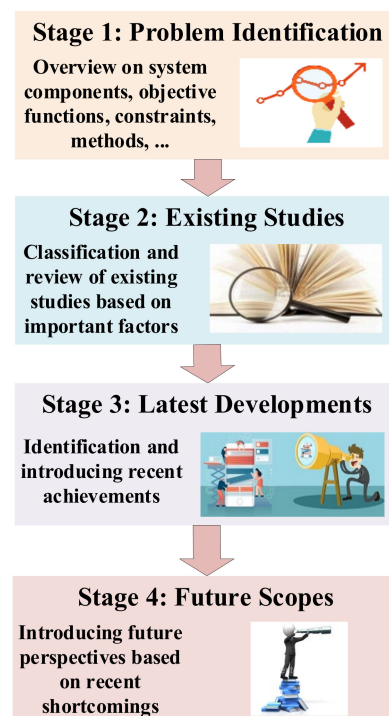 Stage 1: Problem Identification
Overview on system
components, objective
functions, constraints,
methods, ...
Stage 2: Existing Studies
Classification and
review of existing
studies based on
important factors
Stage 3: Latest Developments
Identification and
introducing recent
achievements
Stage 4: Future Scopes
Introducing future
perspectives based
on recent
shortcomings